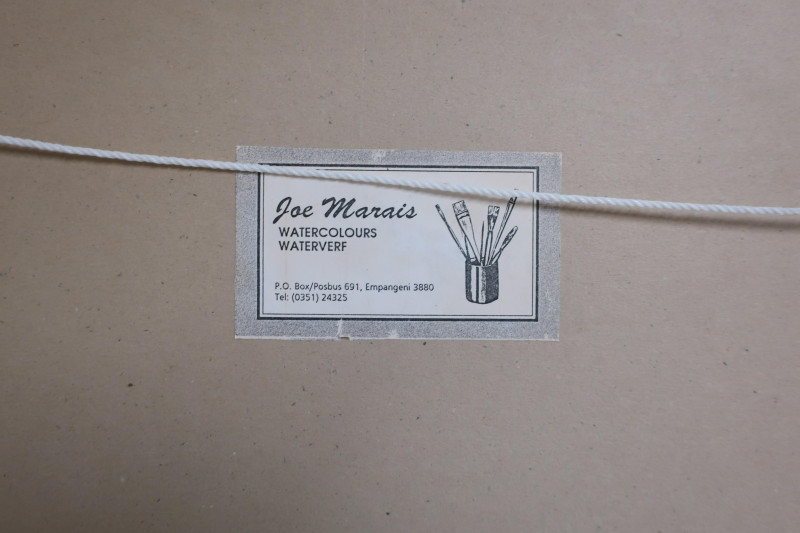 Joe Marais
WATERCOLOURS
WATERVERF
P.O. Box/Posbus 691, Empangeni 3880
Tel: (0351) 24325